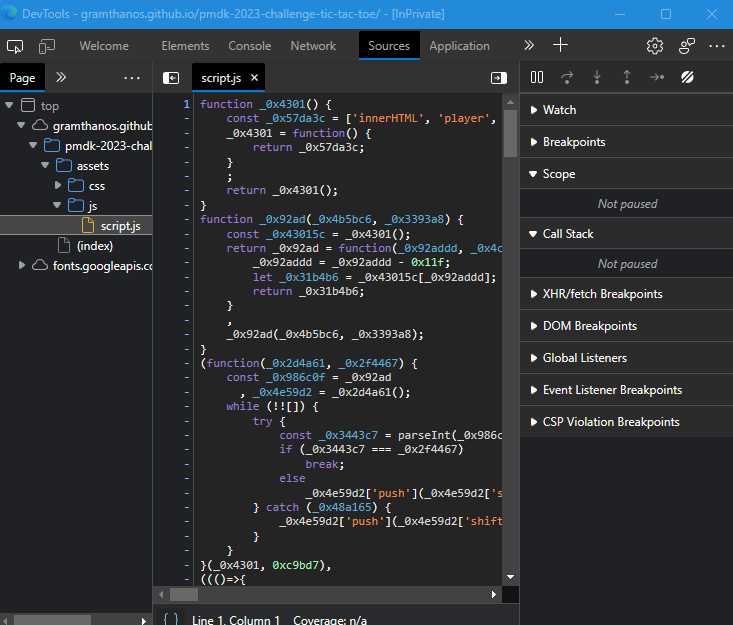 DevTools - gramthanos.github.io/pmdk-2023-challenge-tic-tac-toe/ - [InPrivate]
Welcome Elements Console Network Sources Application
Page
script.js
top
gramthanos.github
pmdk-2023-chal
assets
css
js
script.js
(index)
fonts.googleapis.co
1 function _0x4301() {
- const _0x57da3c = ['innerHTML', 'player',
- _0x4301 = function() {
- return _0x57da3c;
- }
- ;
- return _0x4301();
- }
- function _0x92ad(_0x4b5bc6, _0x3393a8) {
- const _0x43015c = _0x4301();
- return _0x92ad = function(_0x92addd, _0x4c
- _0x92addd = _0x92addd - 0x11f;
- let _0x31b4b6 = _0x43015c[_0x92addd];
- return _0x31b4b6;
- }
- ,
- _0x92ad(_0x4b5bc6, _0x3393a8);
- }
- (function(_0x2d4a61, _0x2f4467) {
- const _0x986c0f = _0x92ad
- , _0x4e59d2 = _0x2d4a61();
- while (!![]) {
- try {
- const _0x3443c7 = parseInt(_0x986c
- if (_0x3443c7 === _0x2f4467)
- break;
- else
- _0x4e59d2['push'](_0x4e59d2['s
- } catch (_0x48a165) {
- _0x4e59d2['push'](_0x4e59d2['shift
- }
- }
- }(_0x4301, 0xc9bd7),
- ((()=>{
{ } Line 1, Column 1 Coverage: n/a
Watch
Breakpoints
Scope
Not paused
Call Stack
Not paused
XHR/fetch Breakpoints
DOM Breakpoints
Global Listeners
Event Listener Breakpoints
CSP Violation Breakpoints